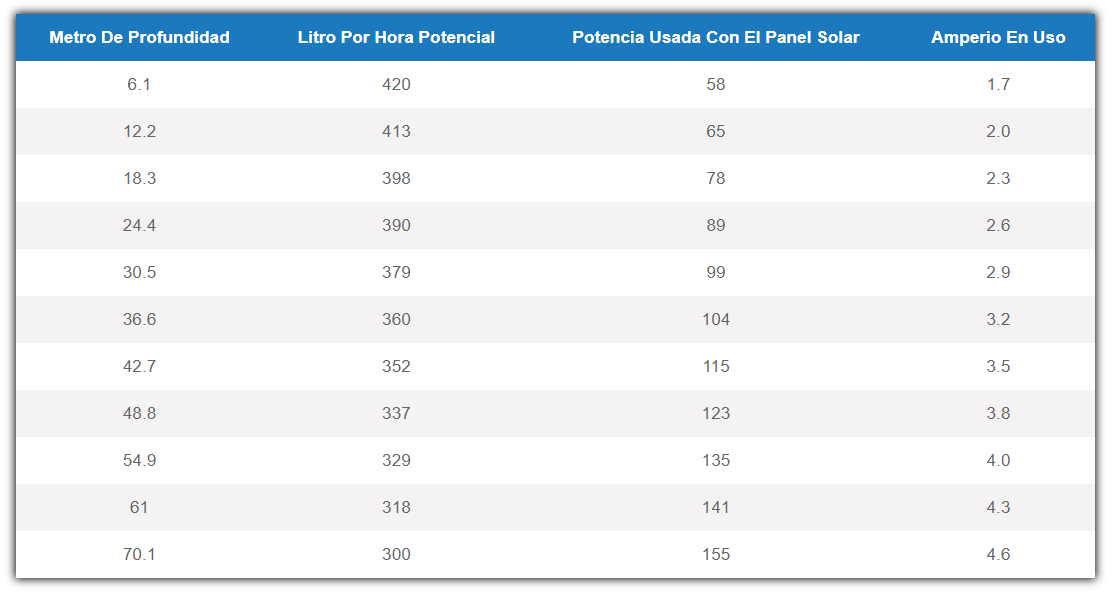 Metro De Profundidad Litro Por Hora Potencial Potencia Usada Con El Panel Solar Amperio En Uso
6.1 420 58 1.7
12.2 413 65 2.0
18.3 398 78 2.3
24.4 390 89 2.6
30.5 379 99 2.9
36.6 360 104 3.2
42.7 352 115 3.5
48.8 337 123 3.8
54.9 329 135 4.0
61 318 141 4.3
70.1 300 155 4.6